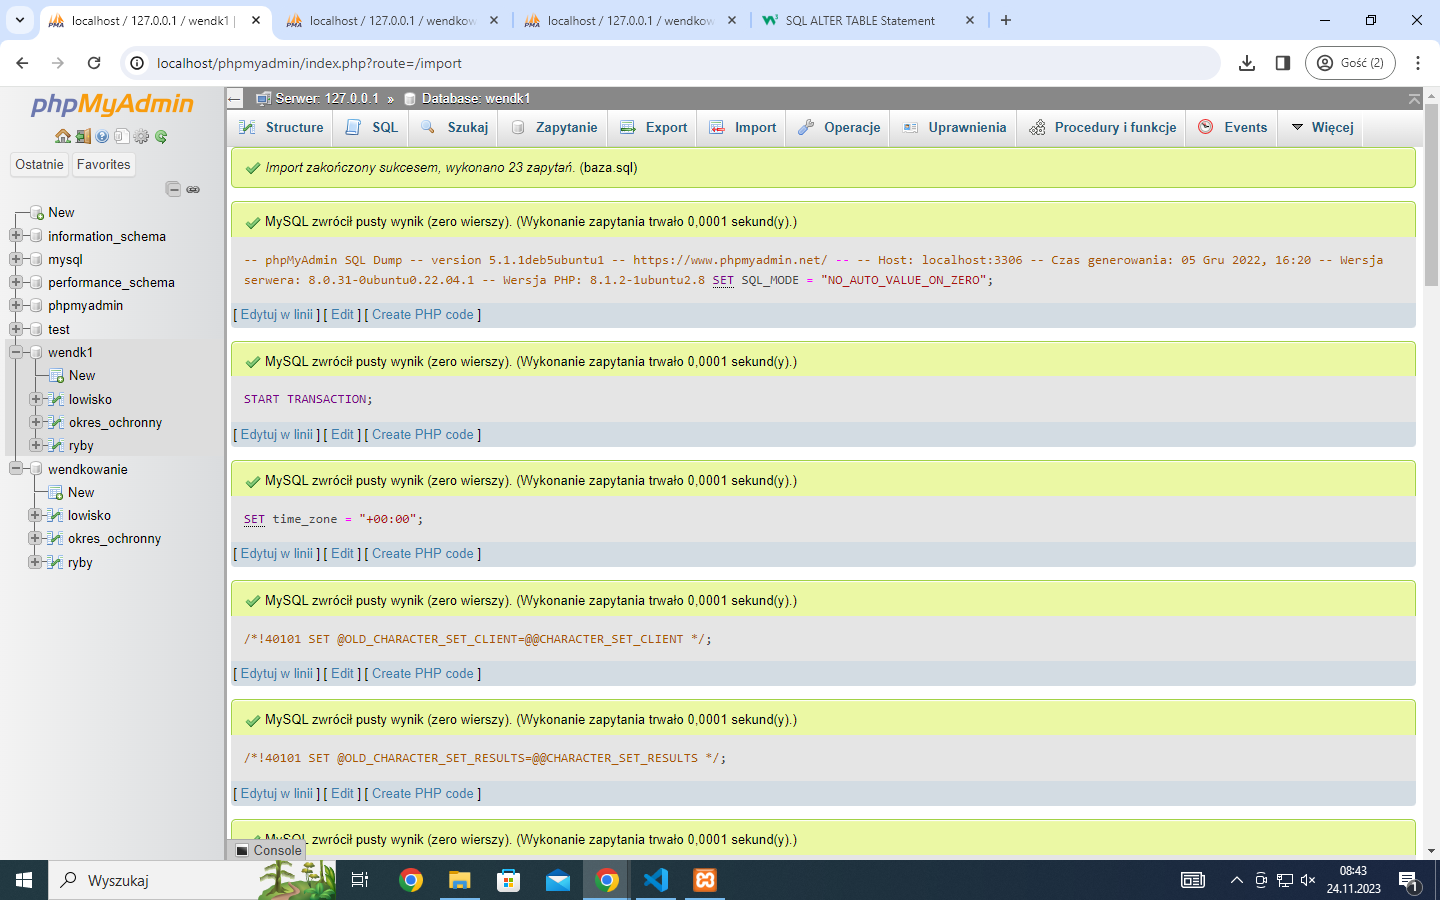 localhost / 127.0.0.1 / wendk1 |
localhost / 127.0.0.1 / wendkow
localhost / 127.0.0.1 / wendkow
SQL ALTER TABLE Statement
localhost/phpmyadmin/index.php?route=/import
Gość (2)
phpMyAdmin
Ostatnie
Favorites
New
information_schema
mysql
performance_schema
phpmyadmin
test
wendk1
New
lowisko
okres_ochronny
ryby
wendkowanie
New
lowisko
okres_ochronny
ryby
Serwer: 127.0.0.1 » Database: wendk1
Structure SQL Szukaj Zapytanie Export Import Operacje Uprawnienia Procedury i funkcje Events Więcej
Import zakończony sukcesem, wykonano 23 zapytań. (baza.sql)
MySQL zwrócił pusty wynik (zero wierszy). (Wykonanie zapytania trwało 0,0001 sekund(y).)
-- phpMyAdmin SQL Dump -- version 5.1.1deb5ubuntu1 -- https://www.phpmyadmin.net/ -- -- Host: localhost:3306 -- Czas generowania: 05 Gru 2022, 16:20 -- Wersja
serwera: 8.0.31-0ubuntu0.22.04.1 -- Wersja PHP: 8.1.2-1ubuntu2.8 SET SQL_MODE = "NO_AUTO_VALUE_ON_ZERO";
[ Edytuj w linii ] [ Edit ] [ Create PHP code ]
MySQL zwrócił pusty wynik (zero wierszy). (Wykonanie zapytania trwało 0,0001 sekund(y).)
START TRANSACTION;
[ Edytuj w linii ] [ Edit ] [ Create PHP code ]
MySQL zwrócił pusty wynik (zero wierszy). (Wykonanie zapytania trwało 0,0001 sekund(y).)
SET time_zone = "+00:00";
[ Edytuj w linii ] [ Edit ] [ Create PHP code ]
MySQL zwrócił pusty wynik (zero wierszy). (Wykonanie zapytania trwało 0,0001 sekund(y).)
/*!40101 SET @OLD_CHARACTER_SET_CLIENT=@@CHARACTER_SET_CLIENT */;
[ Edytuj w linii ] [ Edit ] [ Create PHP code ]
MySQL zwrócił pusty wynik (zero wierszy). (Wykonanie zapytania trwało 0,0001 sekund(y).)
/*!40101 SET @OLD_CHARACTER_SET_RESULTS=@@CHARACTER_SET_RESULTS */;
[ Edytuj w linii ] [ Edit ] [ Create PHP code ]
MySQL zwrócił pusty wynik (zero wierszy). (Wykonanie zapytania trwało 0,0001 sekund(y).)
Console
Wyszukaj
08:43
24.11.2023
1